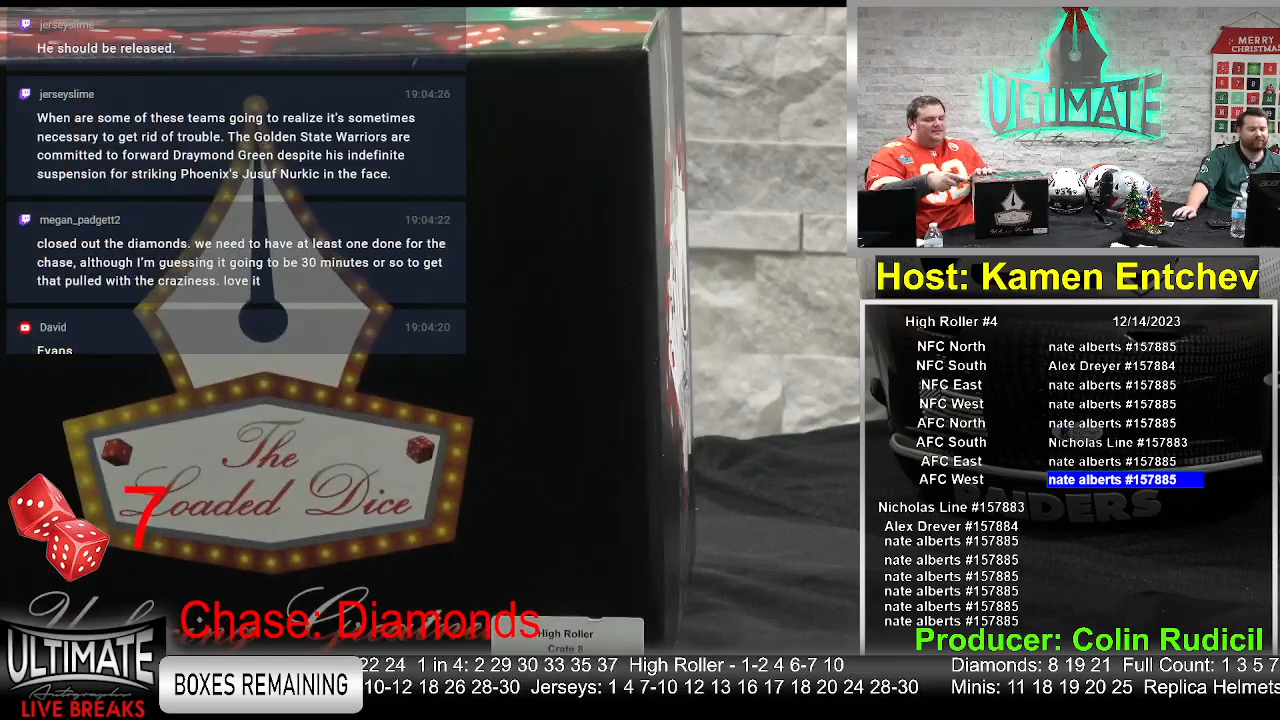 jerseyslime
He should be released.
jerseyslime 19:04:26
When are some of these teams going to realize it's sometimes
necessary to get rid of trouble. The Golden State Warriors are
committed to forward Draymond Green despite his indefinite
suspension for striking Phoenix's Jusuf Nurkic in the face.
megan_padgett2 19:04:22
closed out the diamonds. we need to have at least one done for the
chase, although I'm guessing it going to be 30 minutes or so to get
that pulled with the craziness. love it
David 19:04:20
Evans
The
Loaded Dice
7
Chase: Diamonds
High Roller
Crate 8
ULTIMATE
MERRY
CHRISTMAS
acer
Host: Kamen Entchev
High Roller #4 12/14/2023
NFC North nate alberts #157885
NFC South Alex Dreyer #157884
NFC East nate alberts #157885
NFC West nate alberts #157885
AFC North nate alberts #157885
AFC South Nicholas Line #157883
AFC East nate alberts #157885
AFC West nate alberts #157885
RAIDERS
Nicholas Line #157883
Alex Dreyer #157884
nate alberts #157885
nate alberts #157885
nate alberts #157885
nate alberts #157885
nate alberts #157885
nate alberts #157885
Producer: Colin Rudicil
ULTIMATE
Autographs
LIVE BREAKS
BOXES REMAINING
22 24 1 in 4: 2 29 30 33 35 37 High Roller - 1-2 4 6-7 10 Diamonds: 8 19 21 Full Count: 1 3 5 7
10-12 18 26 28-30 Jerseys: 1 4 7-10 12 13 16 17 18 20 24 28-30 Minis: 11 18 19 20 25 Replica Helmets